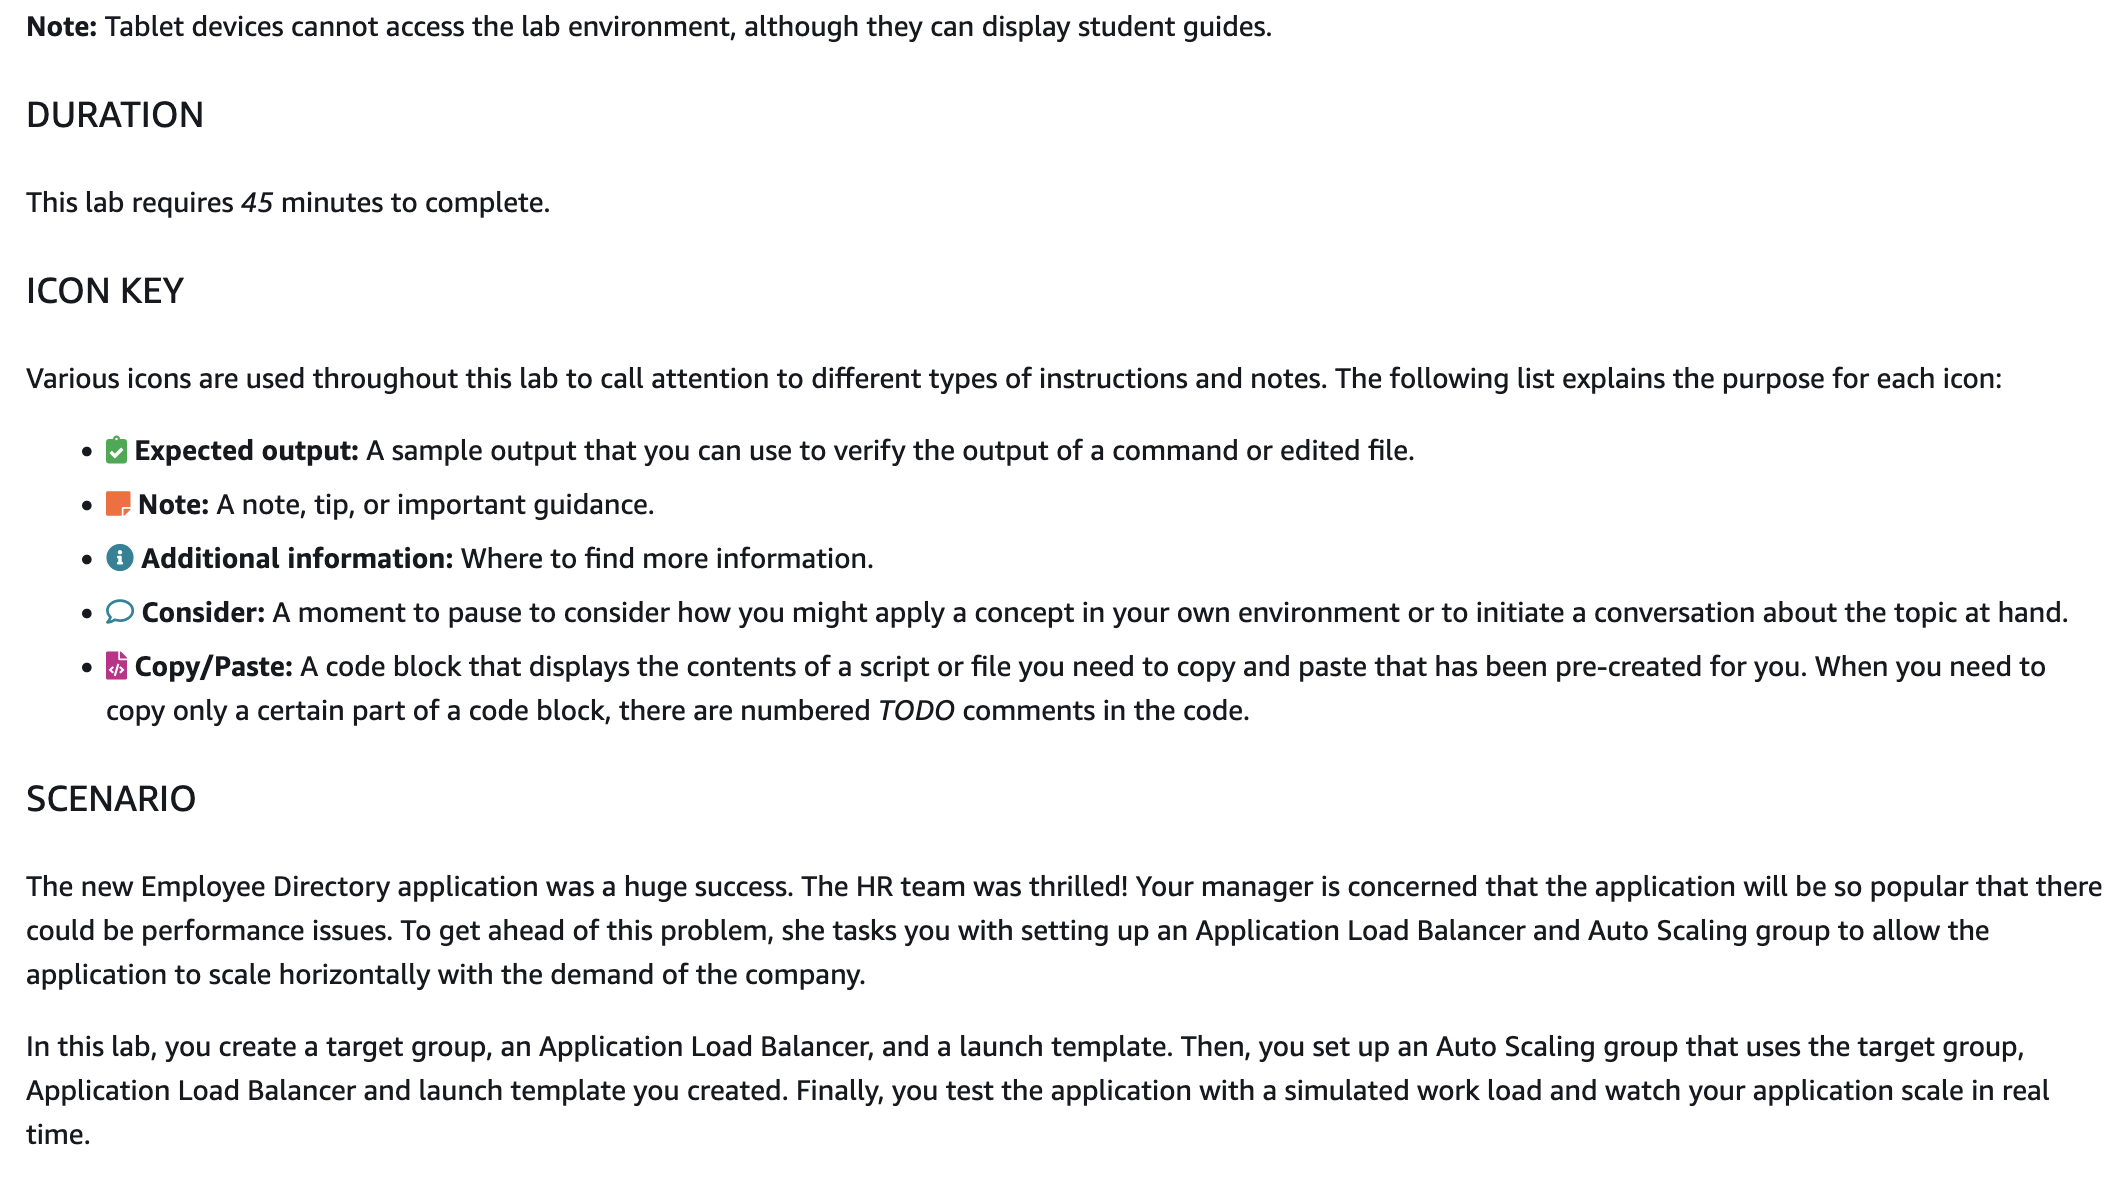 Note: Tablet devices cannot access the lab environment, although they can display student guides.
DURATION
This lab requires 45 minutes to complete.
ICON KEY
Various icons are used throughout this lab to call attention to different types of instructions and notes. The following list explains the purpose for each icon:
• Expected output: A sample output that you can use to verify the output of a command or edited file.
• Note: A note, tip, or important guidance.
• Additional information: Where to find more information.
• Consider: A moment to pause to consider how you might apply a concept in your own environment or to initiate a conversation about the topic at hand.
• Copy/Paste: A code block that displays the contents of a script or file you need to copy and paste that has been pre-created for you. When you need to
copy only a certain part of a code block, there are numbered TODO comments in the code.
SCENARIO
The new Employee Directory application was a huge success. The HR team was thrilled! Your manager is concerned that the application will be so popular that there
could be performance issues. To get ahead of this problem, she tasks you with setting up an Application Load Balancer and Auto Scaling group to allow the
application to scale horizontally with the demand of the company.
In this lab, you create a target group, an Application Load Balancer, and a launch template. Then, you set up an Auto Scaling group that uses the target group,
Application Load Balancer and launch template you created. Finally, you test the application with a simulated work load and watch your application scale in real
time.